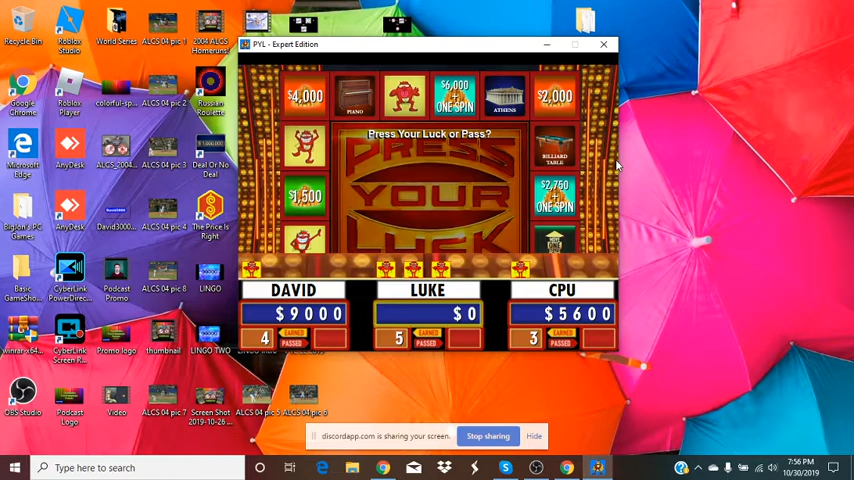 Recycle Bin
Roblox Studio
World Series
ALCS 04 pic 1
2004 ALCS Homeruns...
Google Chrome
Roblox Player
colorful-sp...
ALCS 04 pic 2
Russian Roulette
Microsoft Edge
AnyDesk
ALCS_2004...
ALCS 04 pic 3
Deal Or No Deal
BigJon's PC Games
AnyDesk
David3000...
ALCS 04 pic 4
The Price Is Right
Basic GameSho...
CyberLink PowerDirec...
Podcast Promo
ALCS 04 pic 8
LINGO
winrar-x64...
CyberLink Screen R...
Promo logo
thumbnail
LINGO TWO
OBS Studio
Podcast Logo
Video
ALCS 04 pic 7
Screen Shot 2019-10-26 ...
ALCS 04 pic 5
ALCS 04 pic 6
PYL - Expert Edition
$4,000
PIANO
$6,000 + ONE SPIN
ATHENS
$2,000
Press Your Luck or Pass?
BILLIARD TABLE
$1,500
PRESS YOUR LUCK
$2,750 + ONE SPIN
DAVID
LUKE
CPU
$9000
$0
$5600
4 EARNED PASSED
5 EARNED PASSED
3 EARNED PASSED
discordapp.com is sharing your screen.
Stop sharing
Hide
Type here to search
7:56 PM
10/30/2019